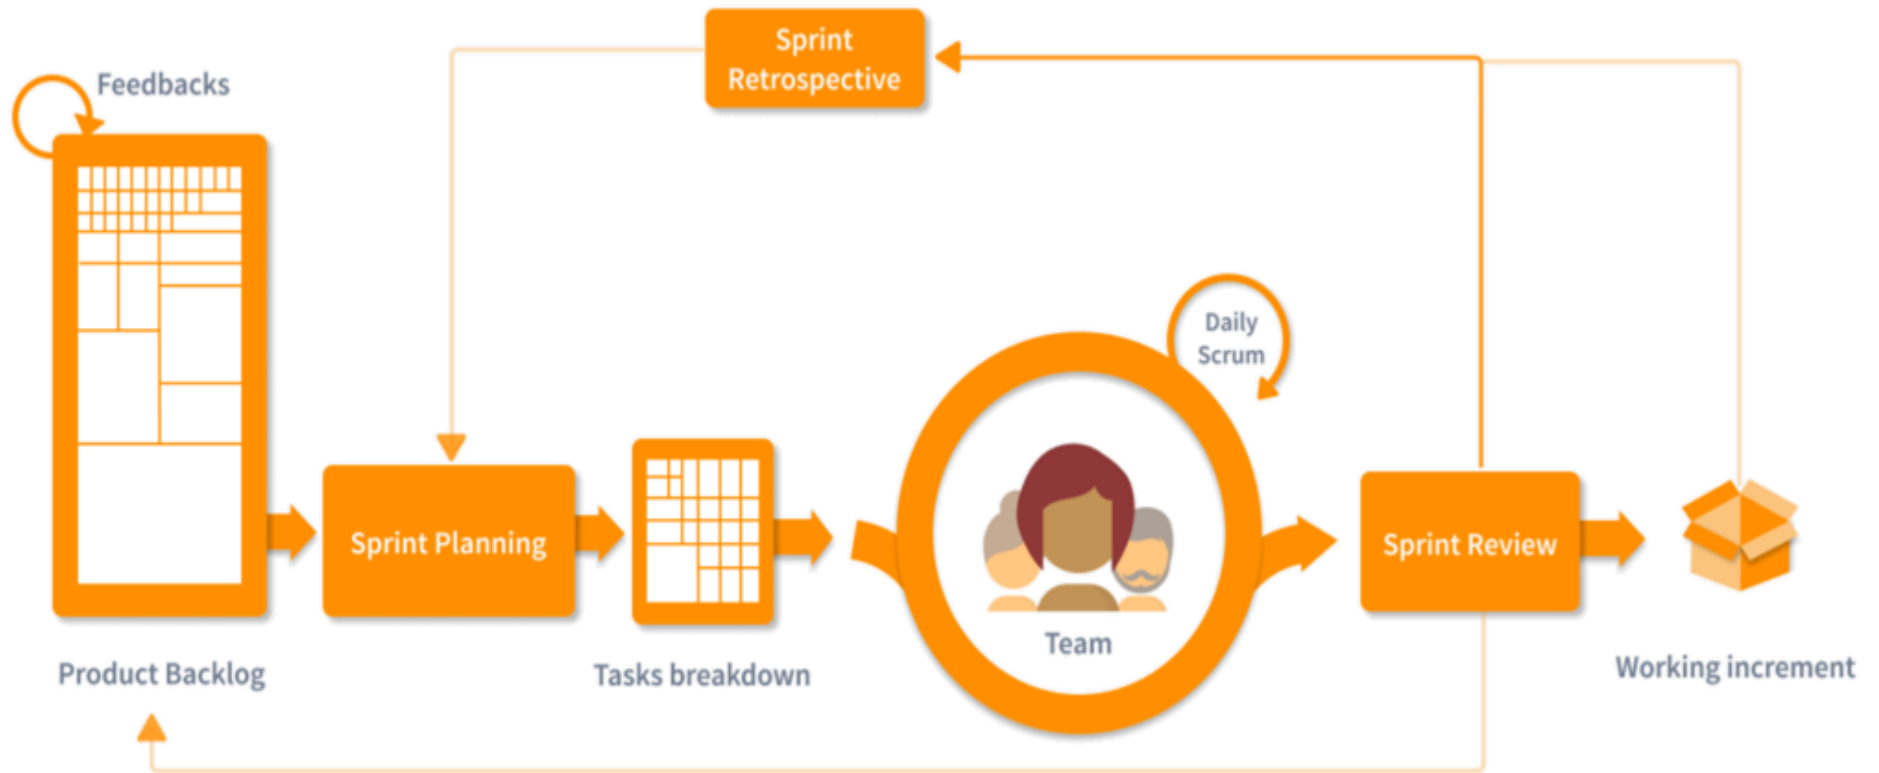 Sprint
Retrospective
Feedbacks
Daily
Scrum
Sprint Planning
Sprint Review
Team
Product Backlog
Tasks breakdown
Working increment